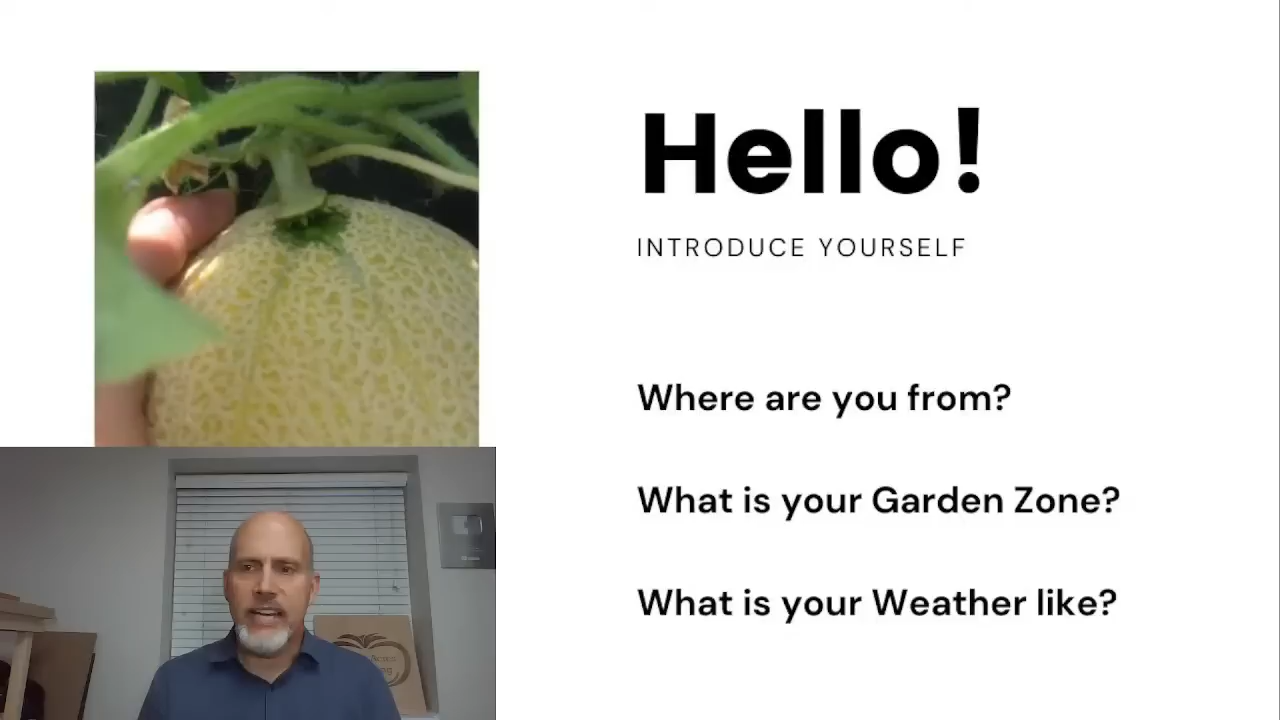 Hello!
INTRODUCE YOURSELF
Where are you from?
What is your Garden Zone?
What is your Weather like?